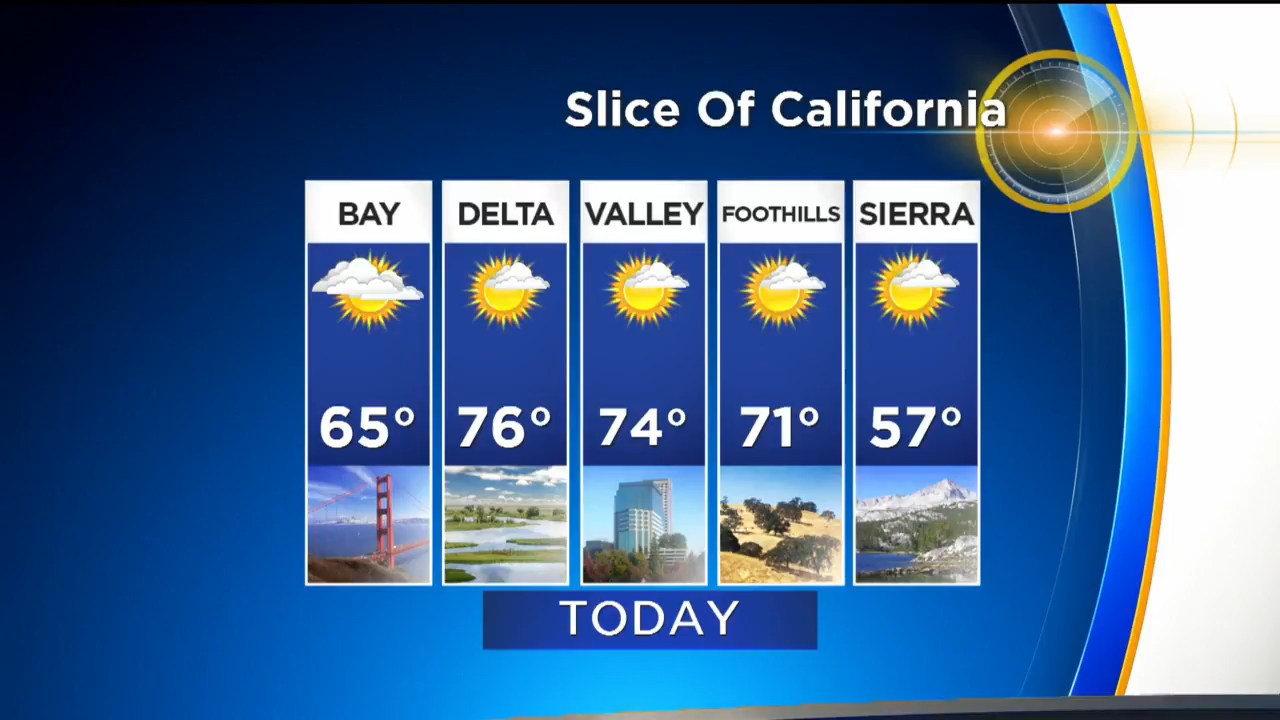 Slice Of California
BAY
DELTA
VALLEY
FOOTHILLS
SIERRA
65°
76°
74°
71°
57°
TODAY